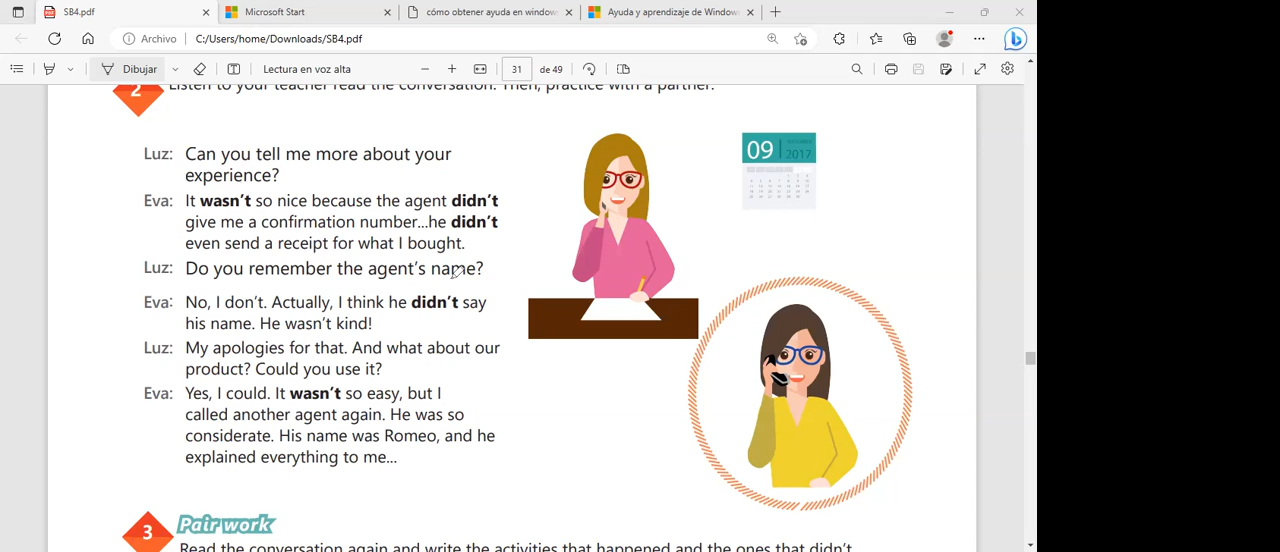 SB4.pdf
Microsoft Start
cómo obtener ayuda en window
Ayuda y aprendizaje de Window
Archivo
C:/Users/home/Downloads/SB4.pdf
Dibujar
Lectura en voz alta
31
de 49
2
Listen to your teacher read the conversation. Then, practice with a partner.
Luz: Can you tell me more about your
experience?
Eva: It wasn't so nice because the agent didn't
give me a confirmation number...he didn't
even send a receipt for what I bought.
Luz: Do you remember the agent's name?
Eva: No, I don't. Actually, I think he didn't say
his name. He wasn't kind!
Luz: My apologies for that. And what about our
product? Could you use it?
Eva: Yes, I could. It wasn't so easy, but I
called another agent again. He was so
considerate. His name was Romeo, and he
explained everything to me...
09
2017
3
Pair work
Read the conversation again and write the activities that happened and the ones that didn't